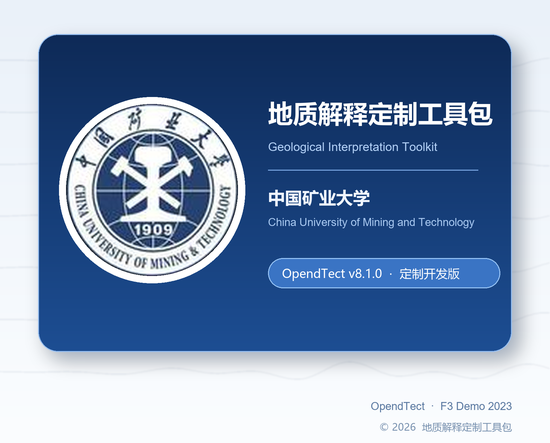 中国矿业大学
CHINA UNIVERSITY OF MINING & TECHNOLOGY
1909
地质解释定制工具包
Geological Interpretation Toolkit
中国矿业大学
China University of Mining and Technology
OpendTect v8.1.0 · 定制开发版
OpendTect · F3 Demo 2023
© 2026 地质解释定制工具包